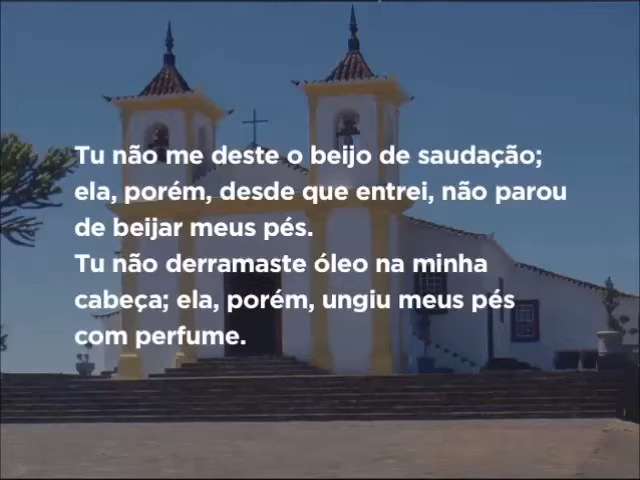 Tu não me deste o beijo de saudação;
ela, porém, desde que entrei, não parou
de beijar meus pés.
Tu não derramaste óleo na minha
cabeça; ela, porém, ungiu meus pés
com perfume.